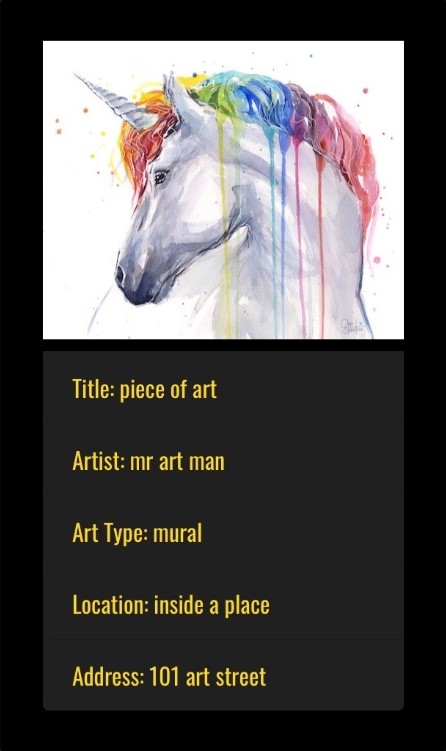 Title: piece of art
Artist: mr art man
Art Type: mural
Location: inside a place
Address: 101 art street